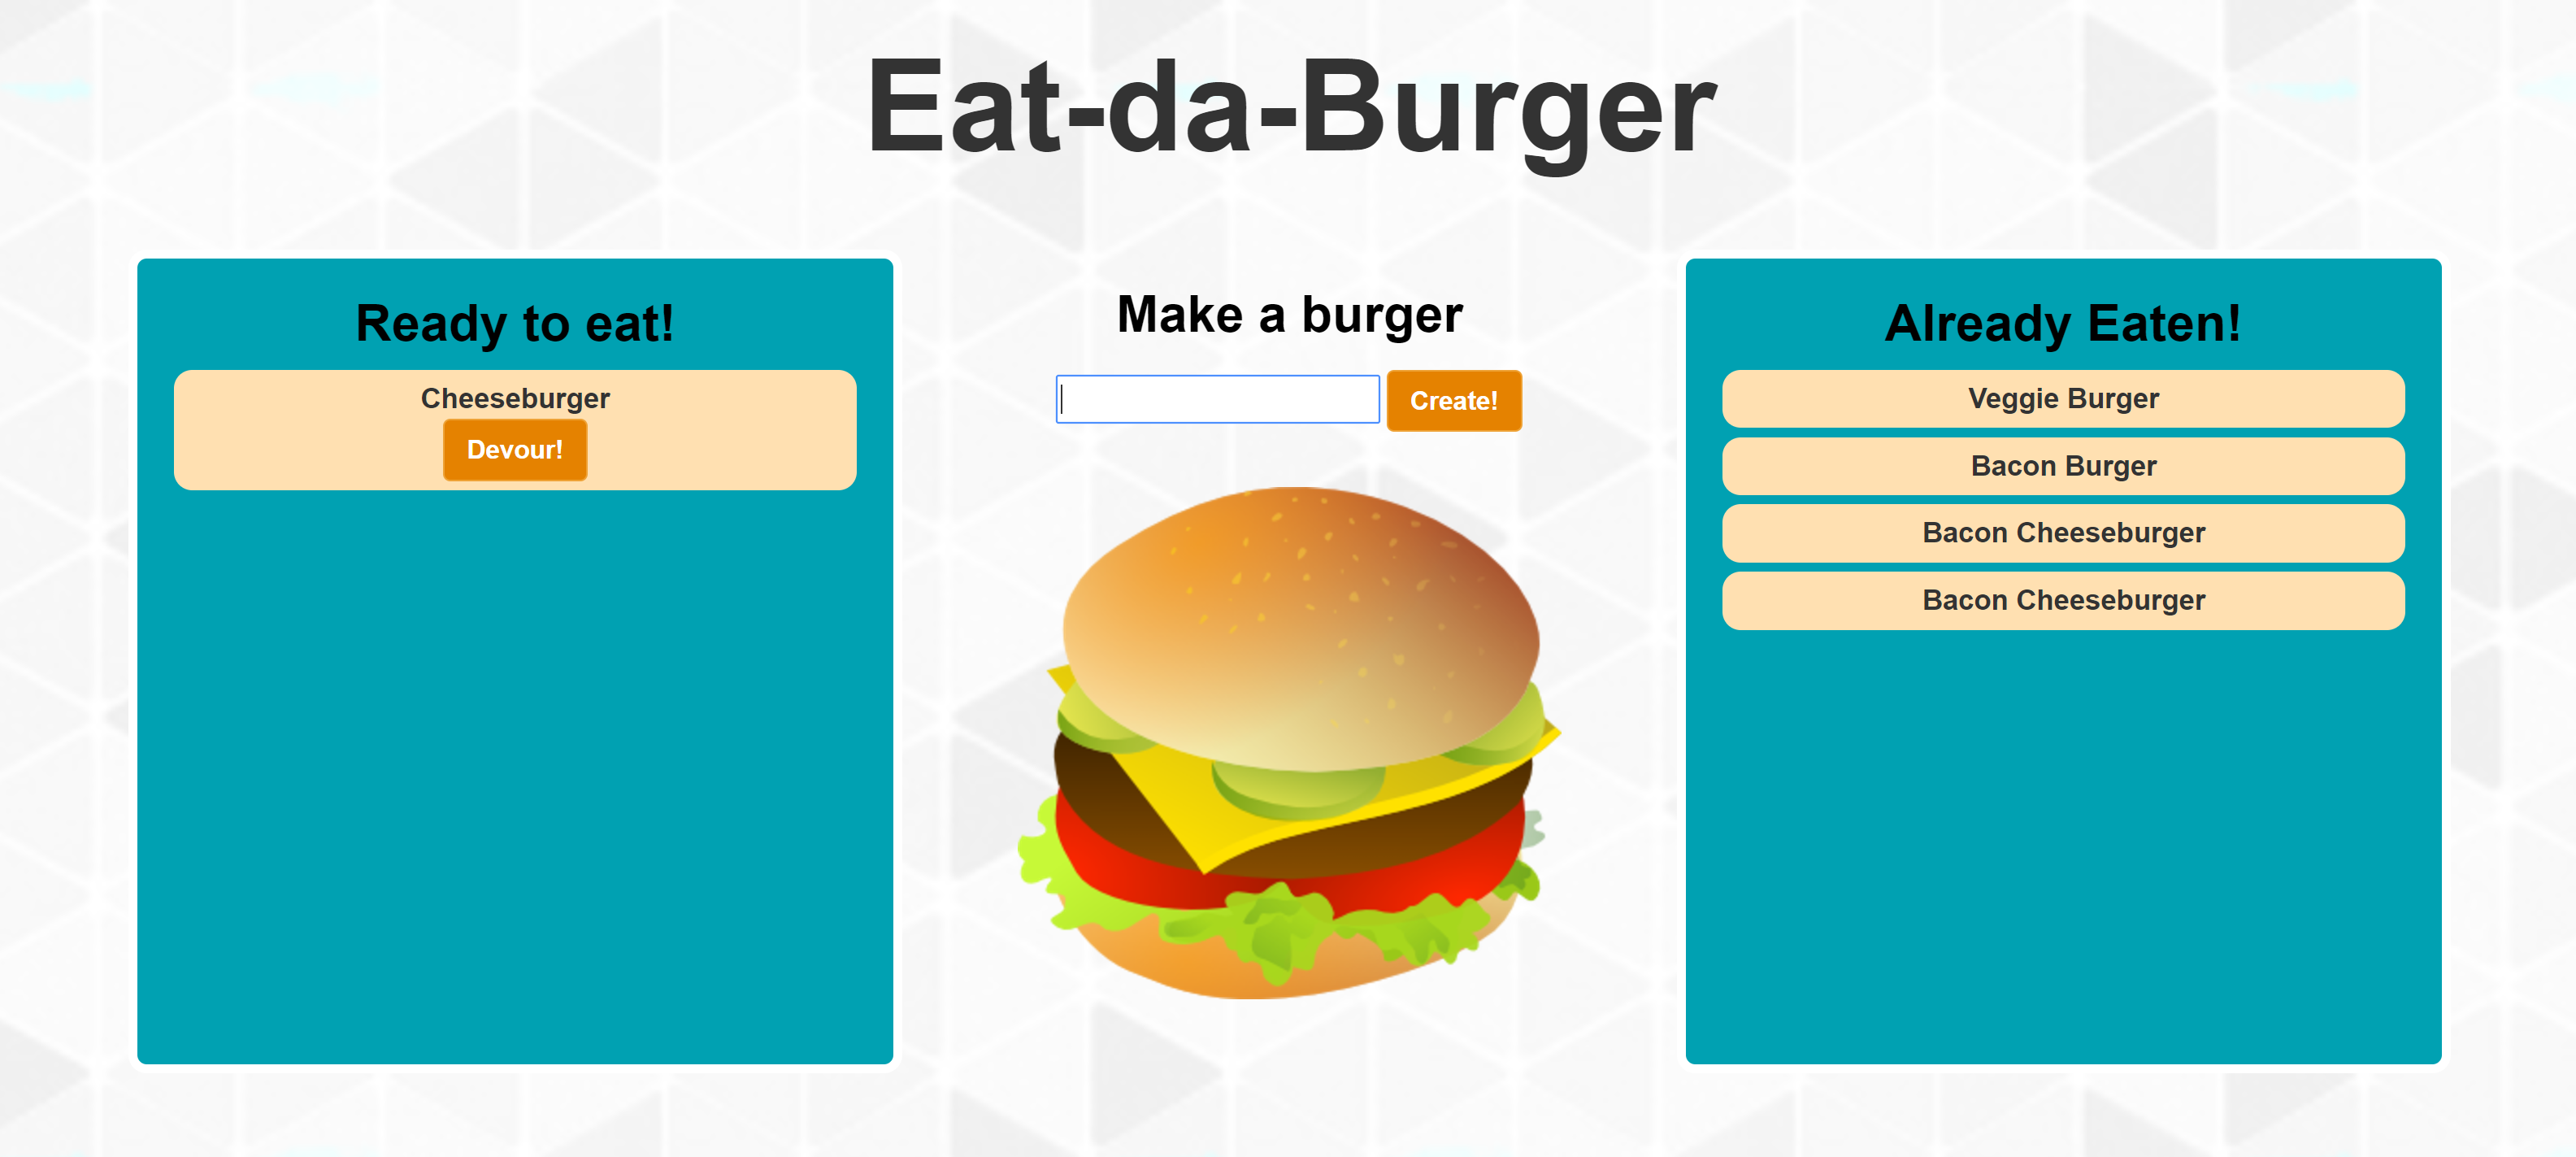 Eat-da-Burger
Ready to eat!
Cheeseburger
Devour!
Make a burger
Create!
Already Eaten!
Veggie Burger
Bacon Burger
Bacon Cheeseburger
Bacon Cheeseburger